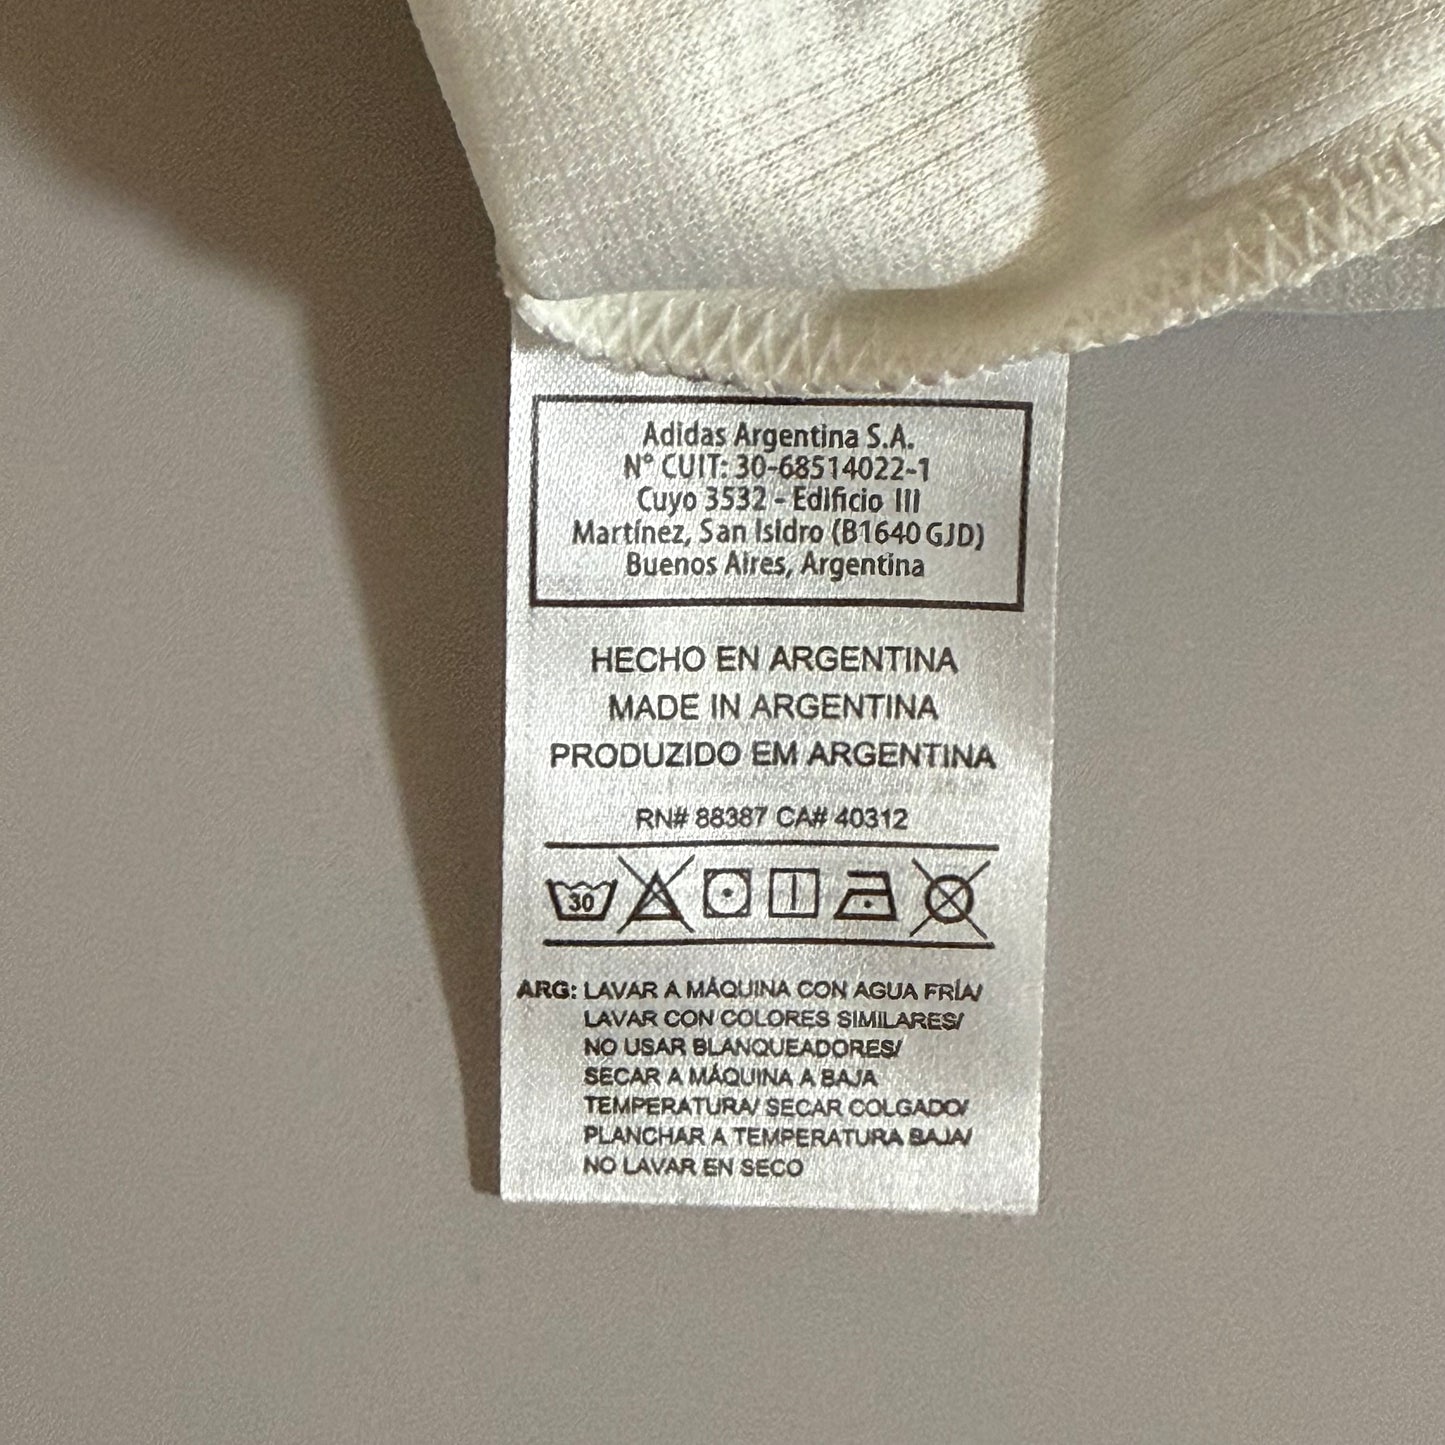 Adidas Argentina S.A.
N° CUIT: 30-68514022-1
Cuyo 3532 - Edificio III
Martínez, San Isidro (B1640GJD)
Buenos Aires, Argentina
HECHO EN ARGENTINA
MADE IN ARGENTINA
PRODUZIDO EM ARGENTINA
RN# 88387 CA# 40312
30
ARG: LAVAR A MÁQUINA CON AGUA FRÍA/
LAVAR CON COLORES SIMILARES/
NO USAR BLANQUEADORES/
SECAR A MÁQUINA A BAJA
TEMPERATURA/ SECAR COLGADO/
PLANCHAR A TEMPERATURA BAJA/
NO LAVAR EN SECO